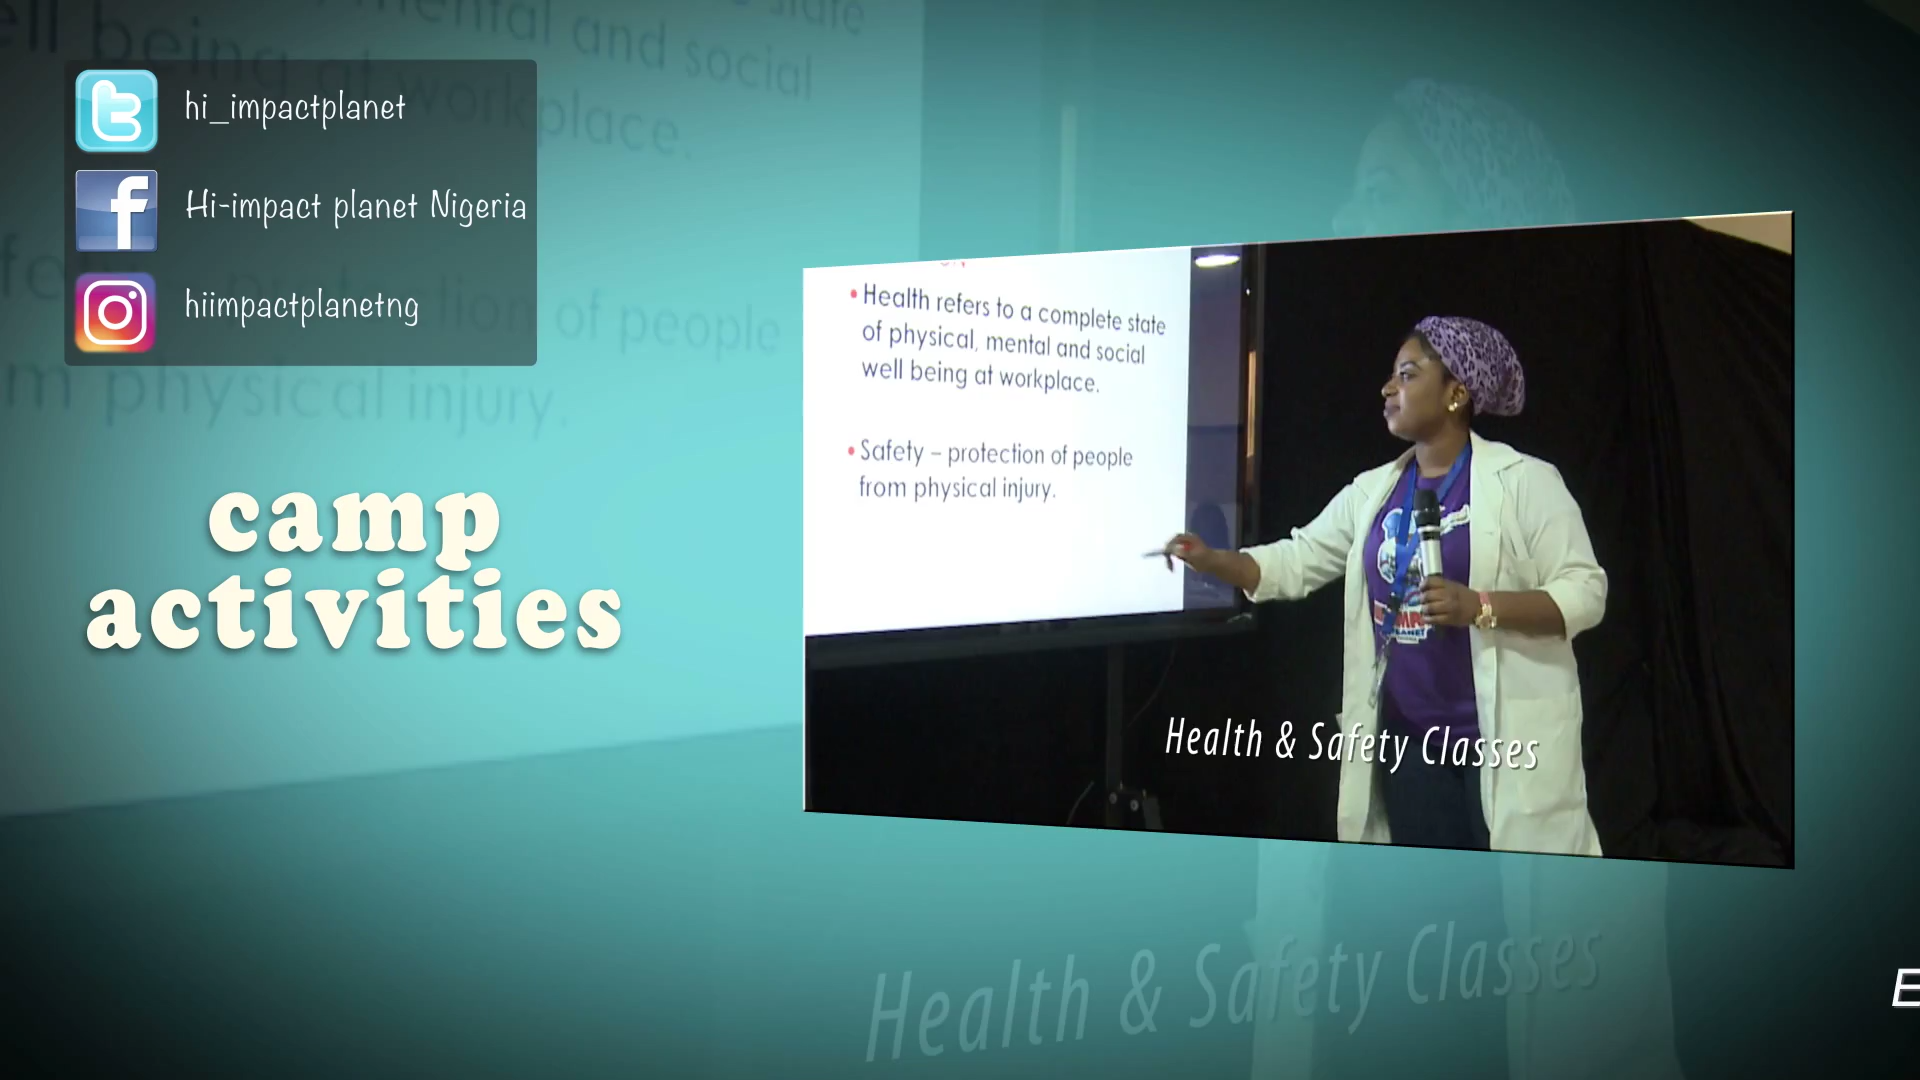 hi_impactplanet
Hi-impact planet Nigeria
hiimpactplanetng
camp
activities
• Health refers to a complete state
of physical, mental and social
well being at workplace.
• Safety – protection of people
from physical injury.
Health & Safety Classes
Health & Safety Classes